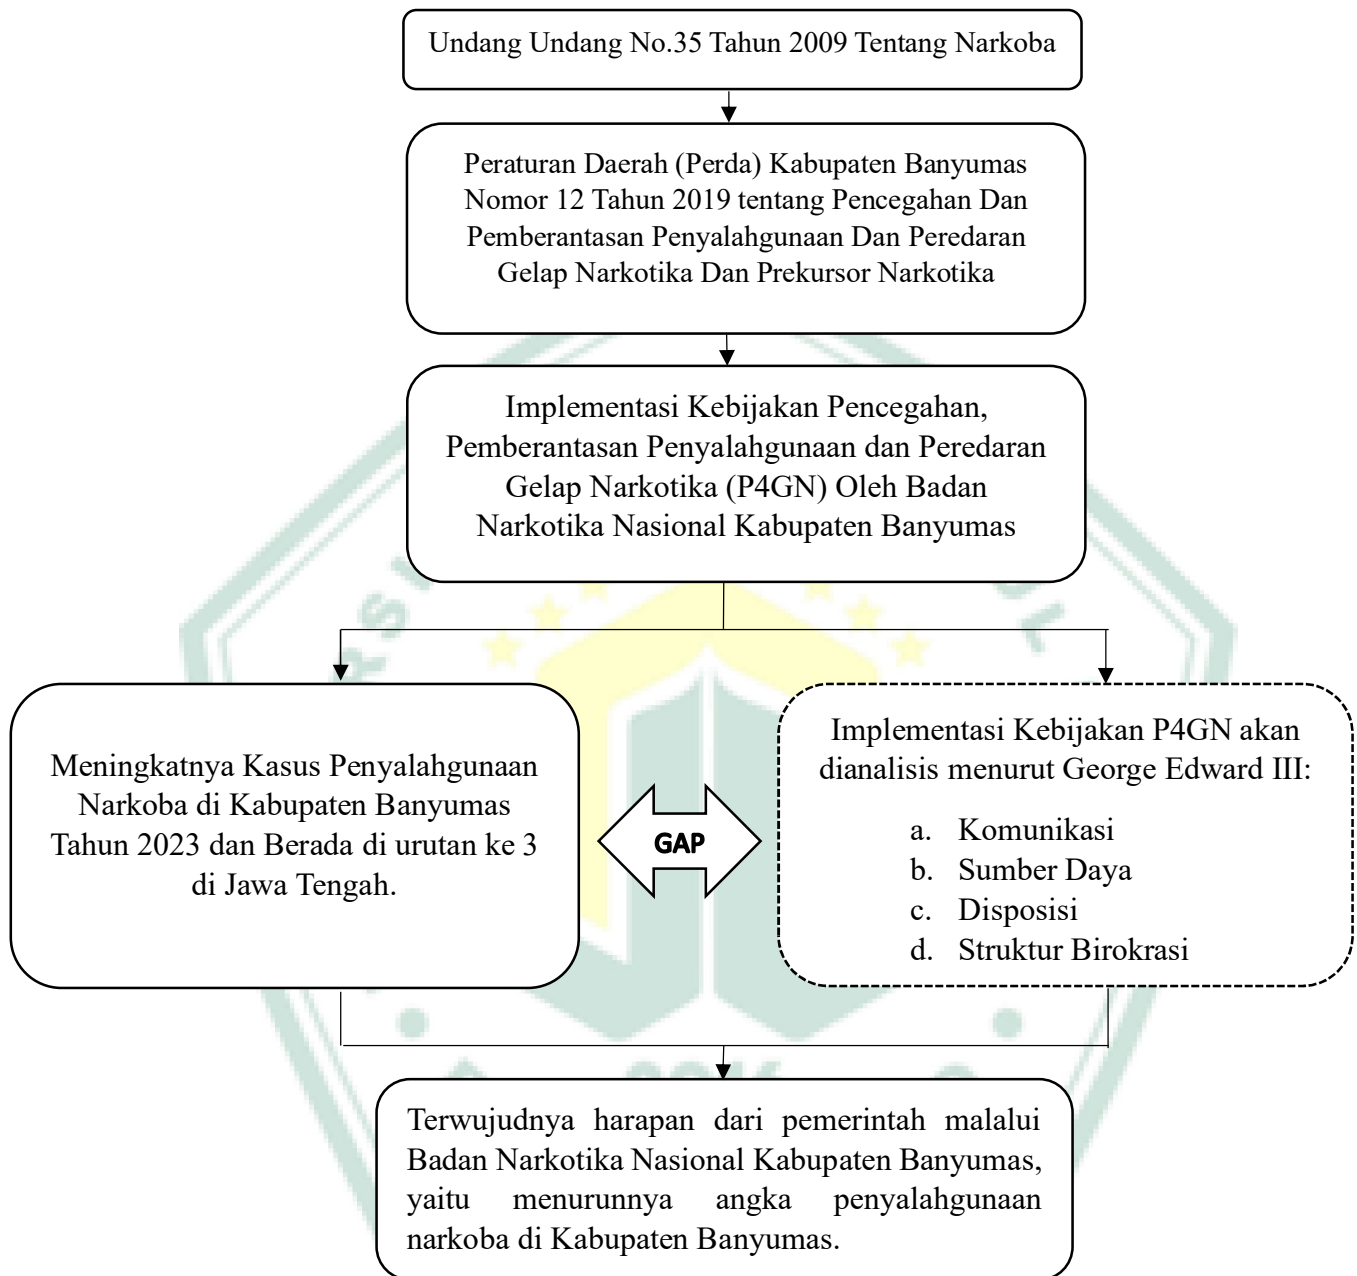 Undang Undang No.35 Tahun 2009 Tentang Narkoba
Peraturan Daerah (Perda) Kabupaten Banyumas
Nomor 12 Tahun 2019 tentang Pencegahan Dan
Pemberantasan Penyalahgunaan Dan Peredaran
Gelap Narkotika Dan Prekursor Narkotika
Implementasi Kebijakan Pencegahan,
Pemberantasan Penyalahgunaan dan Peredaran
Gelap Narkotika (P4GN) Oleh Badan
Narkotika Nasional Kabupaten Banyumas
Meningkatnya Kasus Penyalahgunaan
Narkoba di Kabupaten Banyumas
Tahun 2023 dan Berada di urutan ke 3
di Jawa Tengah.
GAP
Implementasi Kebijakan P4GN akan
dianalisis menurut George Edward III:
a. Komunikasi
b. Sumber Daya
c. Disposisi
d. Struktur Birokrasi
Terwujudnya harapan dari pemerintah malalui
Badan Narkotika Nasional Kabupaten Banyumas,
yaitu menurunnya angka penyalahgunaan
narkoba di Kabupaten Banyumas.